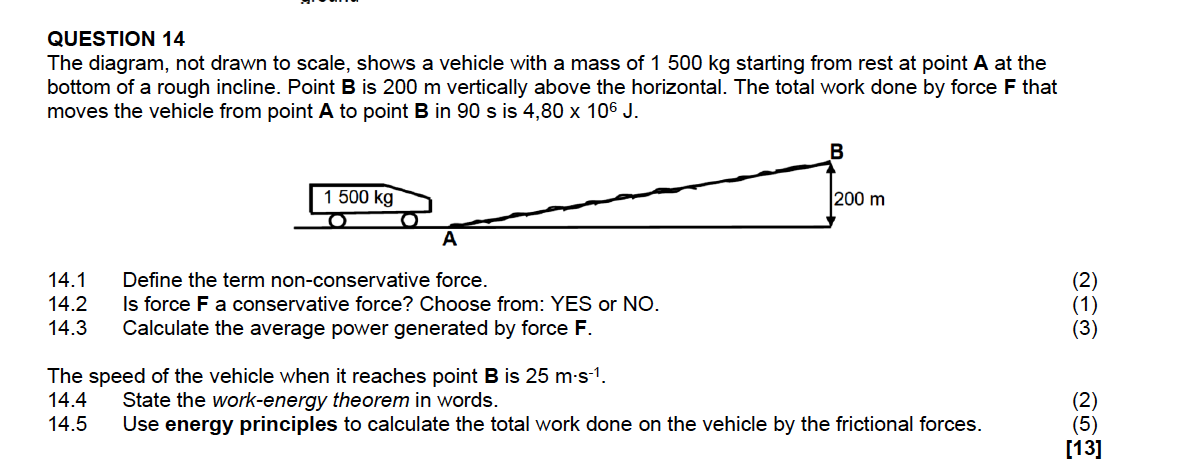 QUESTION 14
The diagram, not drawn to scale, shows a vehicle with a mass of 1 500 kg starting from rest at point A at the
bottom of a rough incline. Point B is 200 m vertically above the horizontal. The total work done by force F that
moves the vehicle from point A to point B in 90 s is 4,80 x 10⁶ J.
B
1 500 kg
200 m
A
14.1 Define the term non-conservative force. (2)
14.2 Is force F a conservative force? Choose from: YES or NO. (1)
14.3 Calculate the average power generated by force F. (3)
The speed of the vehicle when it reaches point B is 25 m·s⁻¹.
14.4 State the work-energy theorem in words. (2)
14.5 Use energy principles to calculate the total work done on the vehicle by the frictional forces. (5)
[13]